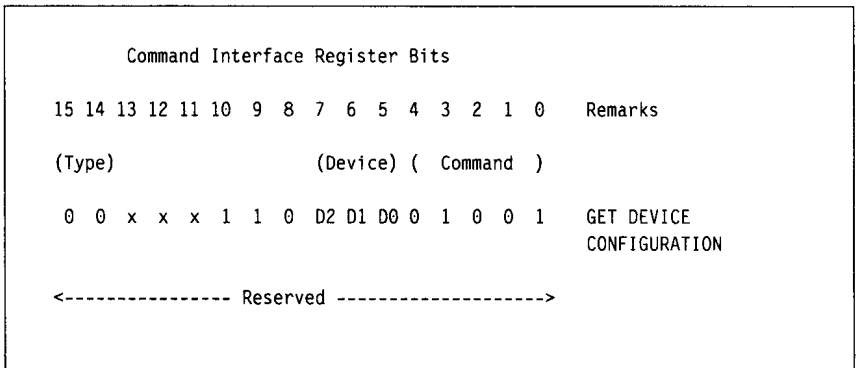 Command Interface Register Bits
15 14 13 12 11 10 9 8 7 6 5 4 3 2 1 0 Remarks
(Type) (Device) ( Command )
0 0 x x x 1 1 0 D2 D1 D0 0 1 0 0 1 GET DEVICE
CONFIGURATION
<---------------- Reserved --------------------->